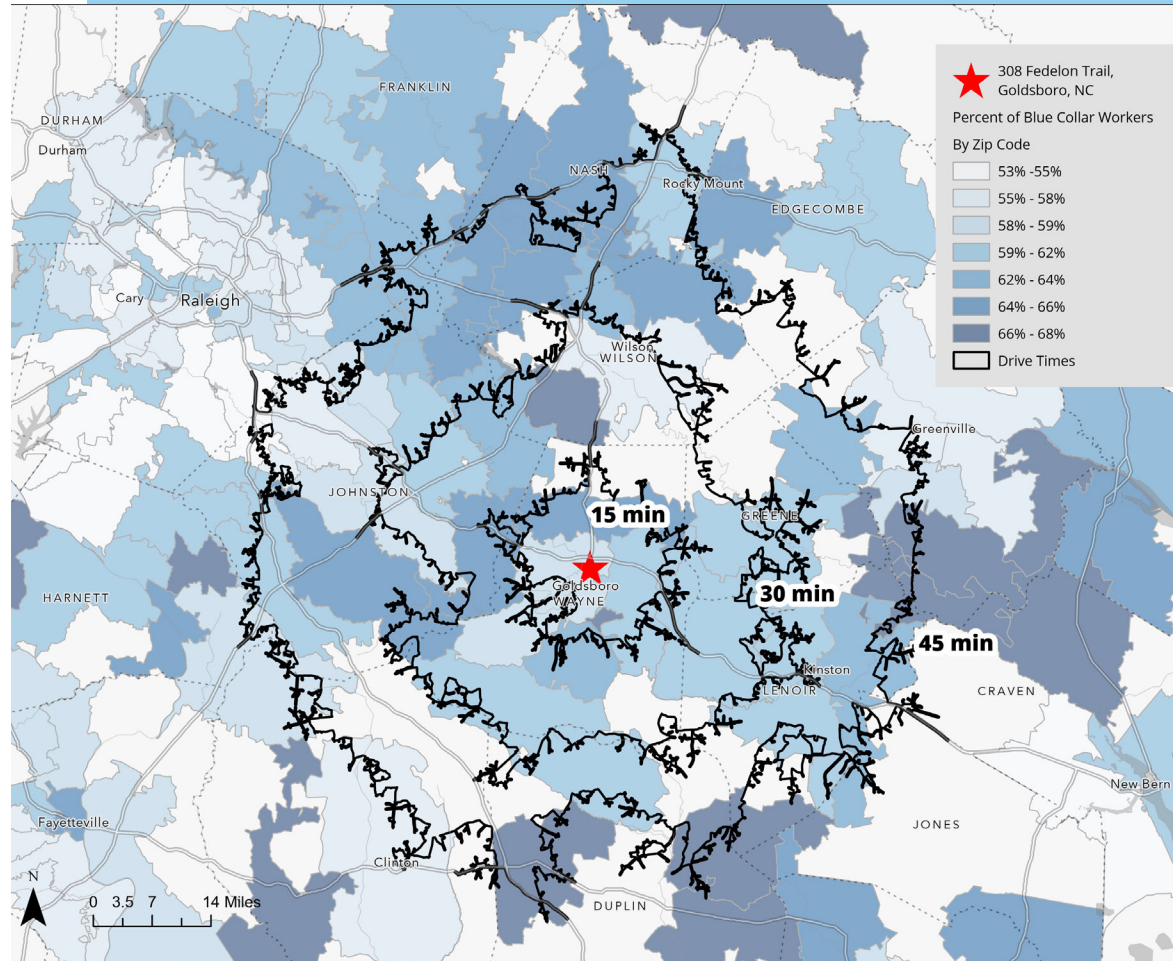 308 Fedelon Trail,
Goldsboro, NC
Percent of Blue Collar Workers
By Zip Code
53% -55%
55% - 58%
58% - 59%
59% - 62%
62% - 64%
64% - 66%
66% - 68%
Drive Times
FRANKLIN
DURHAM
Durham
NASH
Rocky Mount
EDGECOMBE
Cary
Raleigh
Wilson
WILSON
Greenville
JOHNSTON
15 min
GREENE
Goldsboro
WAYNE
30 min
HARNETT
45 min
Kinston
LENOIR
CRAVEN
New Bern
Fayetteville
JONES
Clinton
DUPLIN
N
0 3.5 7 14 Miles